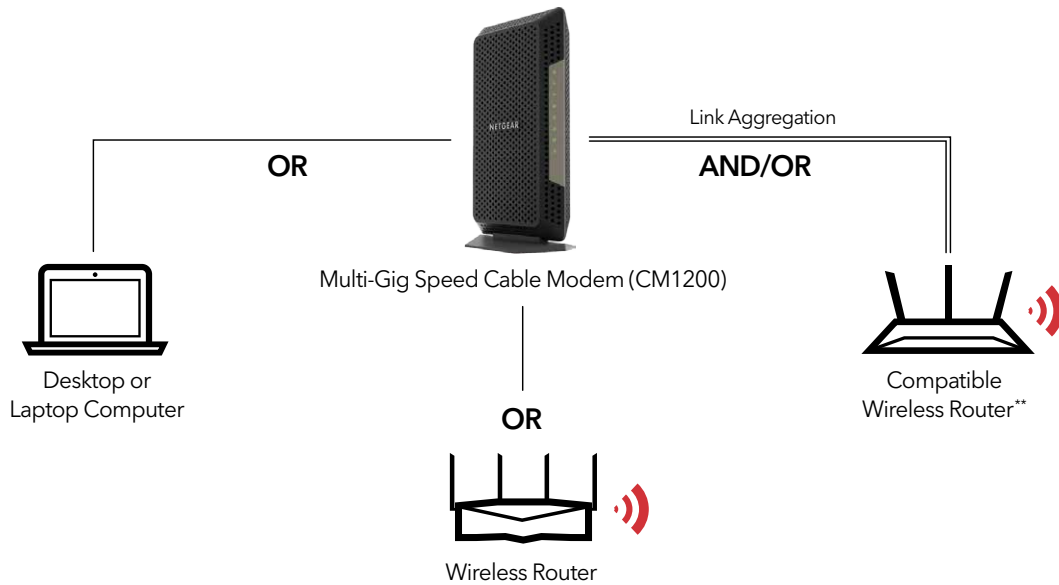 NETGEAR
Link Aggregation
OR
AND/OR
Multi-Gig Speed Cable Modem (CM1200)
Desktop or
Laptop Computer
Compatible
Wireless Router**
OR
Wireless Router